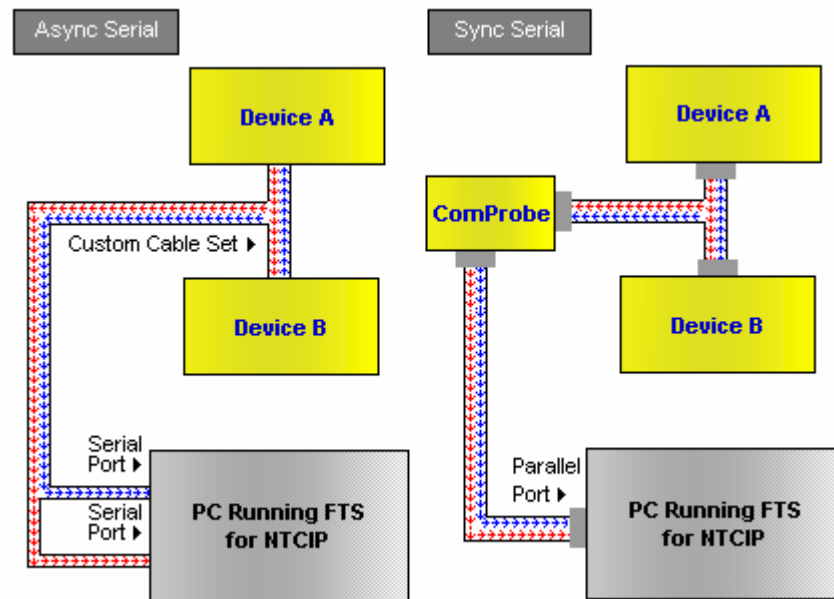 Async Serial
Device A
Custom Cable Set
Device B
Serial
Port
Serial
Port
PC Running FTS
for NTCIP
Sync Serial
Device A
ComProbe
Device B
Parallel
Port
PC Running FTS
for NTCIP